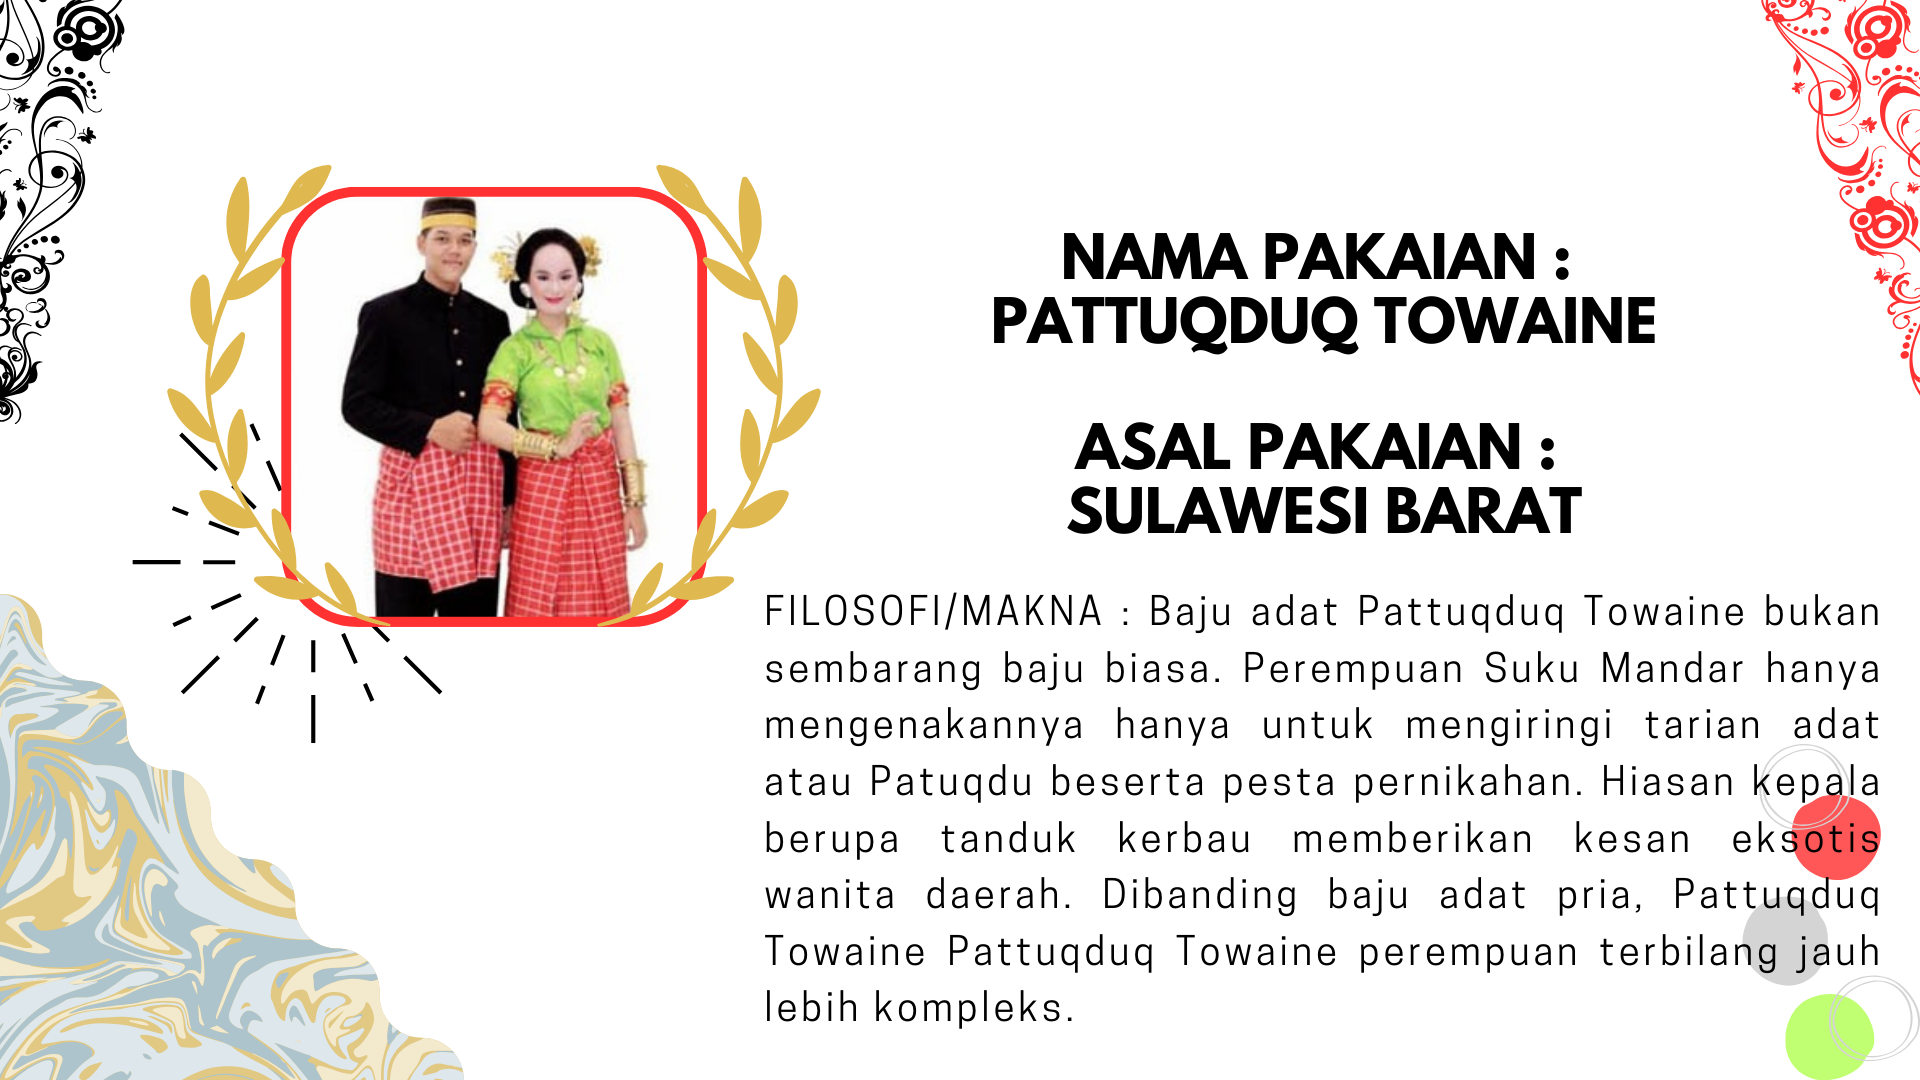 NAMA PAKAIAN :
PATTUQDUQ TOWAINE
ASAL PAKAIAN :
SULAWESI BARAT
FILOSOFI/MAKNA : Baju adat Pattuqduq Towaine bukan
sembarang baju biasa. Perempuan Suku Mandar hanya
mengenakannya hanya untuk mengiringi tarian adat
atau Patuqdu beserta pesta pernikahan. Hiasan kepala
berupa tanduk kerbau memberikan kesan eksotis
wanita daerah. Dibanding baju adat pria, Pattuqduq
Towaine Pattuqduq Towaine perempuan terbilang jauh
lebih kompleks.